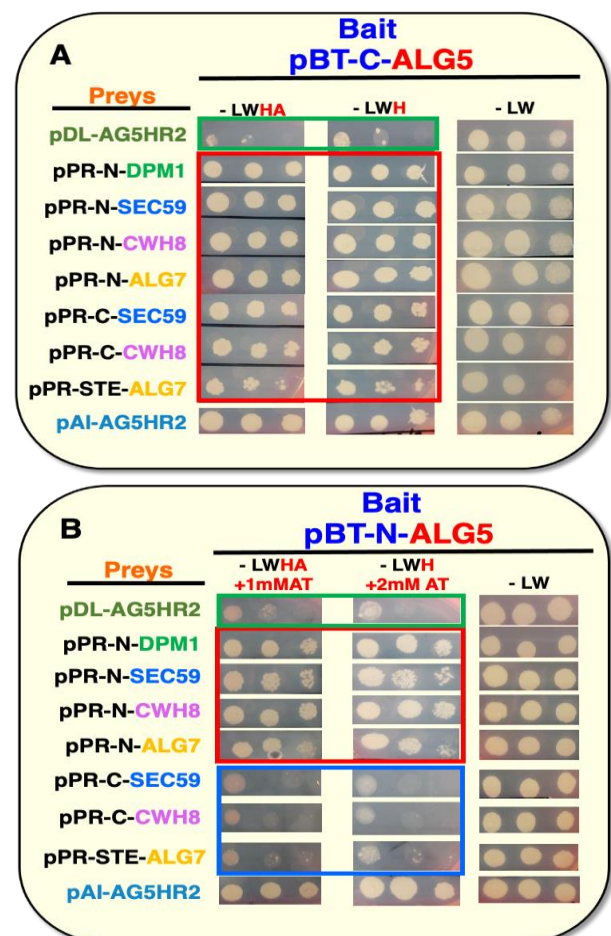 A
Bait
pBT-C-ALG5
Preys
- LWHA
- LWH
- LW
pDL-AG5HR2
pPR-N-DPM1
pPR-N-SEC59
pPR-N-CWH8
pPR-N-ALG7
pPR-C-SEC59
pPR-C-CWH8
pPR-STE-ALG7
pAI-AG5HR2
B
Bait
pBT-N-ALG5
Preys
- LWHA
+1mMAT
- LWH
+2mM AT
- LW
pDL-AG5HR2
pPR-N-DPM1
pPR-N-SEC59
pPR-N-CWH8
pPR-N-ALG7
pPR-C-SEC59
pPR-C-CWH8
pPR-STE-ALG7
pAI-AG5HR2